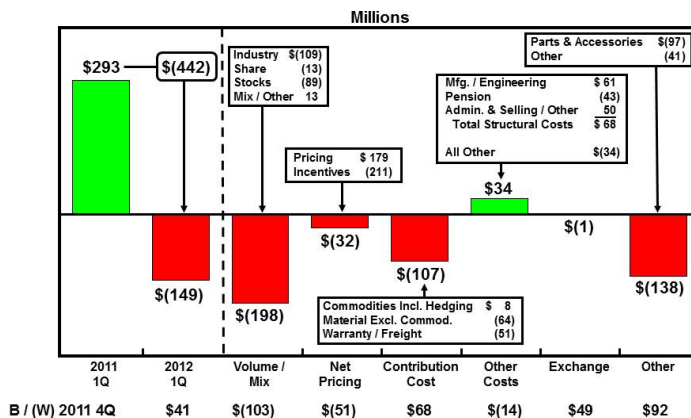 Millions
$293
$(442)
Industry $(109)
Share (13)
Stocks (89)
Mix / Other 13
Parts & Accessories $(97)
Other (41)
Mfg. / Engineering $ 61
Pension (43)
Admin. & Selling / Other 50
Total Structural Costs $ 68
All Other $(34)
Pricing $ 179
Incentives (211)
$34
$(1)
$(32)
$(107)
$(138)
$(149)
$(198)
Commodities Incl. Hedging $ 8
Material Excl. Commod. (64)
Warranty / Freight (51)
2011 2012 Volume / Net Contribution Other Exchange Other
1Q 1Q Mix Pricing Cost Costs
B / (W) 2011 4Q $41 $(103) $(51) $68 $(14) $49 $92